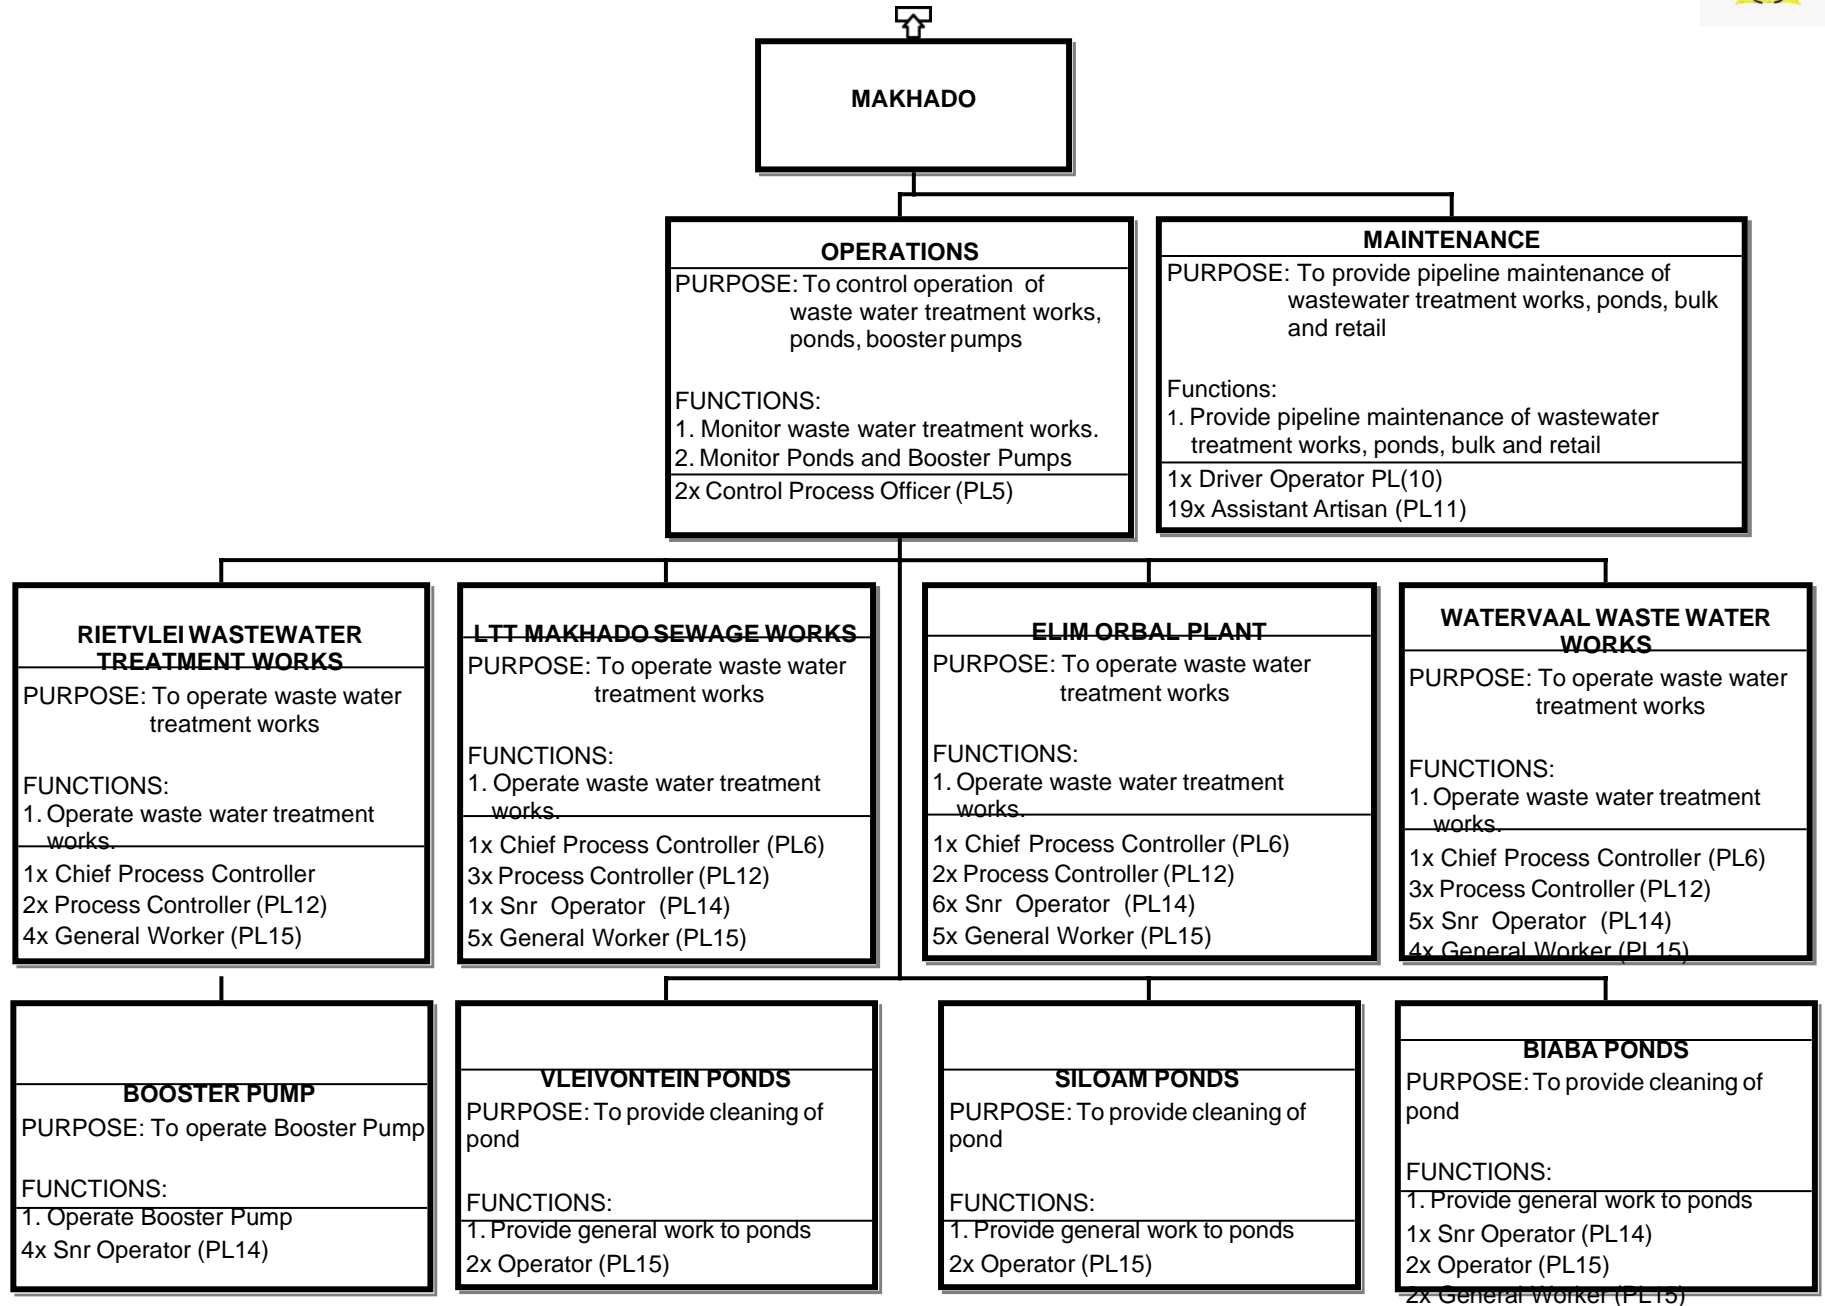 MAKHADO
OPERATIONS
PURPOSE: To control operation of
waste water treatment works,
ponds, booster pumps
FUNCTIONS:
1. Monitor waste water treatment works.
2. Monitor Ponds and Booster Pumps
2x Control Process Officer (PL5)
MAINTENANCE
PURPOSE: To provide pipeline maintenance of
wastewater treatment works, ponds, bulk
and retail
Functions:
1. Provide pipeline maintenance of wastewater
treatment works, ponds, bulk and retail
1x Driver Operator PL(10)
19x Assistant Artisan (PL11)
RIETVLEI WASTEWATER
TREATMENT WORKS
PURPOSE: To operate waste water
treatment works
FUNCTIONS:
1. Operate waste water treatment
works.
1x Chief Process Controller
2x Process Controller (PL12)
4x General Worker (PL15)
LTT MAKHADO SEWAGE WORKS
PURPOSE: To operate waste water
treatment works
FUNCTIONS:
1. Operate waste water treatment
works.
1x Chief Process Controller (PL6)
3x Process Controller (PL12)
1x Snr Operator (PL14)
5x General Worker (PL15)
ELIM ORBAL PLANT
PURPOSE: To operate waste water
treatment works
FUNCTIONS:
1. Operate waste water treatment
works.
1x Chief Process Controller (PL6)
2x Process Controller (PL12)
6x Snr Operator (PL14)
5x General Worker (PL15)
WATERVAAL WASTE WATER
WORKS
PURPOSE: To operate waste water
treatment works
FUNCTIONS:
1. Operate waste water treatment
works.
1x Chief Process Controller (PL6)
3x Process Controller (PL12)
5x Snr Operator (PL14)
4x General Worker (PL15)
BOOSTER PUMP
PURPOSE: To operate Booster Pump
FUNCTIONS:
1. Operate Booster Pump
4x Snr Operator (PL14)
VLEIVONTEIN PONDS
PURPOSE: To provide cleaning of
pond
FUNCTIONS:
1. Provide general work to ponds
2x Operator (PL15)
SILOAM PONDS
PURPOSE: To provide cleaning of
pond
FUNCTIONS:
1. Provide general work to ponds
2x Operator (PL15)
BIABA PONDS
PURPOSE: To provide cleaning of
pond
FUNCTIONS:
1. Provide general work to ponds
1x Snr Operator (PL14)
2x Operator (PL15)
2x General Worker (PL15)